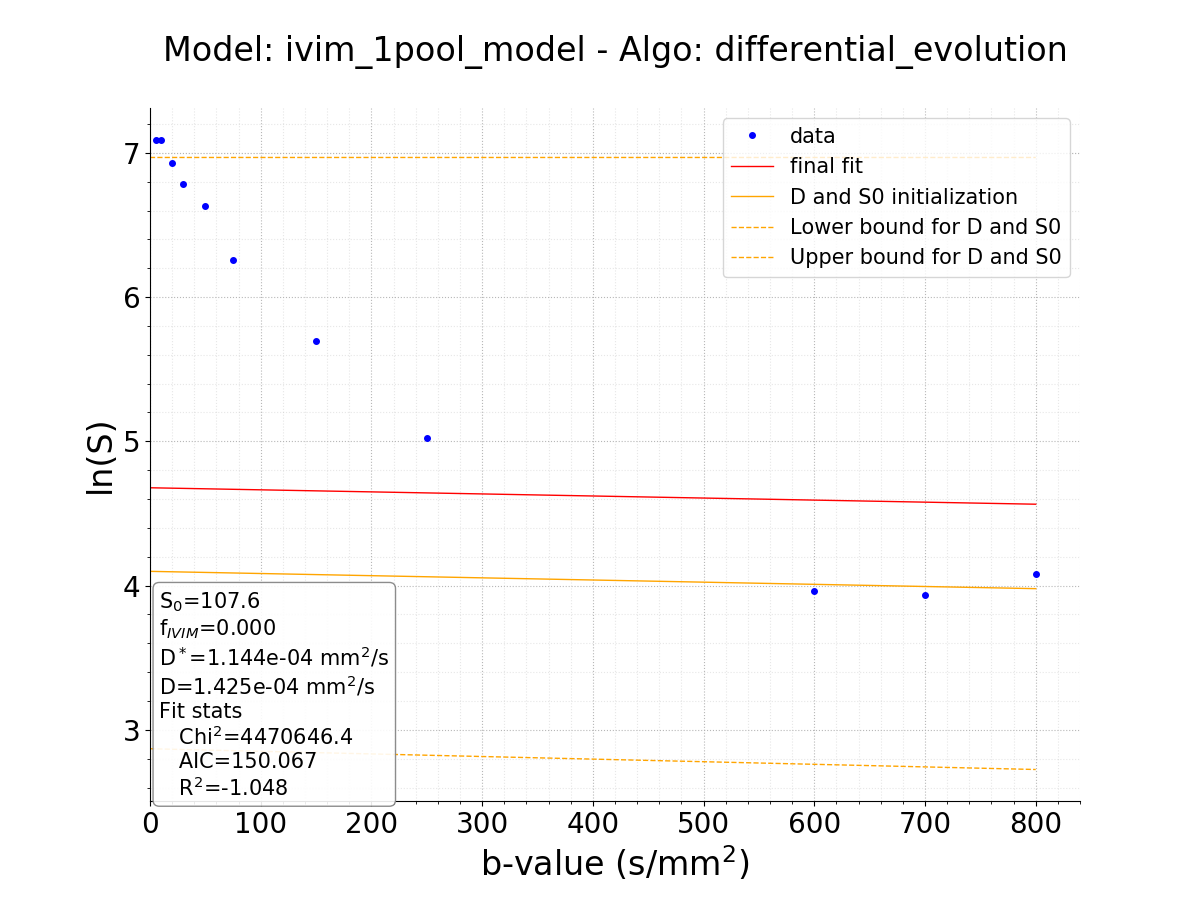 Model: ivim_1pool_model - Algo: differential_evolution
data
final fit
D and S0 initialization
Lower bound for D and S0
Upper bound for D and S0
7
6
5
4
3
ln(S)
S₀=107.6
f_IVIM=0.000
D*=1.144e-04 mm²/s
D=1.425e-04 mm²/s
Fit stats
Chi²=4470646.4
AIC=150.067
R²=-1.048
0 100 200 300 400 500 600 700 800
b-value (s/mm²)